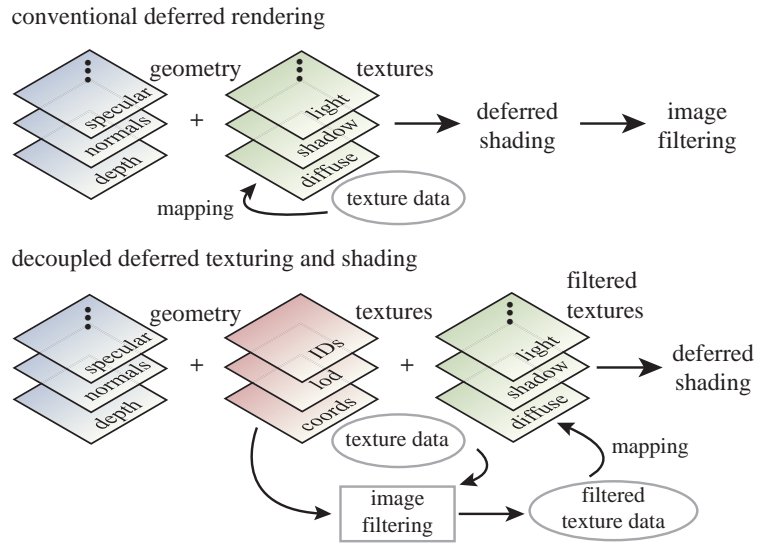 conventional deferred rendering
geometry
textures
specular
normals
depth
+
light
shadow
diffuse
deferred
shading
image
filtering
mapping
texture data
decoupled deferred texturing and shading
geometry
textures
filtered
textures
specular
normals
depth
+
IDs
lod
coords
+
light
shadow
diffuse
deferred
shading
texture data
mapping
image
filtering
filtered
texture data